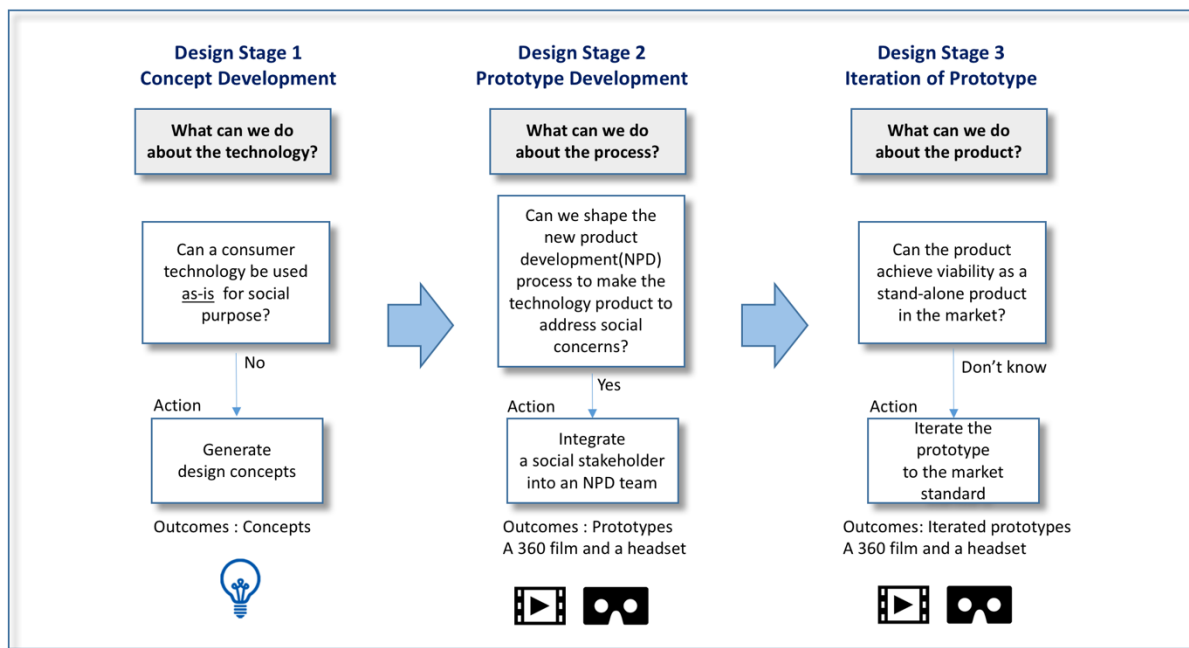 Design Stage 1
Concept Development
What can we do
about the technology?
Can a consumer
technology be used
as-is for social
purpose?
No
Action
Generate
design concepts
Outcomes : Concepts
Design Stage 2
Prototype Development
What can we do
about the process?
Can we shape the
new product
development(NPD)
process to make the
technology product to
address social
concerns?
Yes
Action
Integrate
a social stakeholder
into an NPD team
Outcomes : Prototypes
A 360 film and a headset
Design Stage 3
Iteration of Prototype
What can we do
about the product?
Can the product
achieve viability as a
stand-alone product
in the market?
Don't know
Action
Iterate the
prototype
to the market
standard
Outcomes: Iterated prototypes
A 360 film and a headset